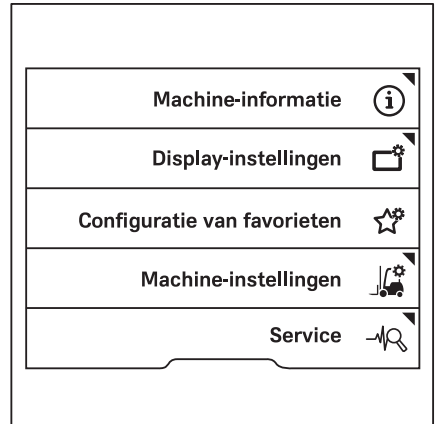 Machine-informatie
Display-instellingen
Configuratie van favorieten
Machine-instellingen
Service